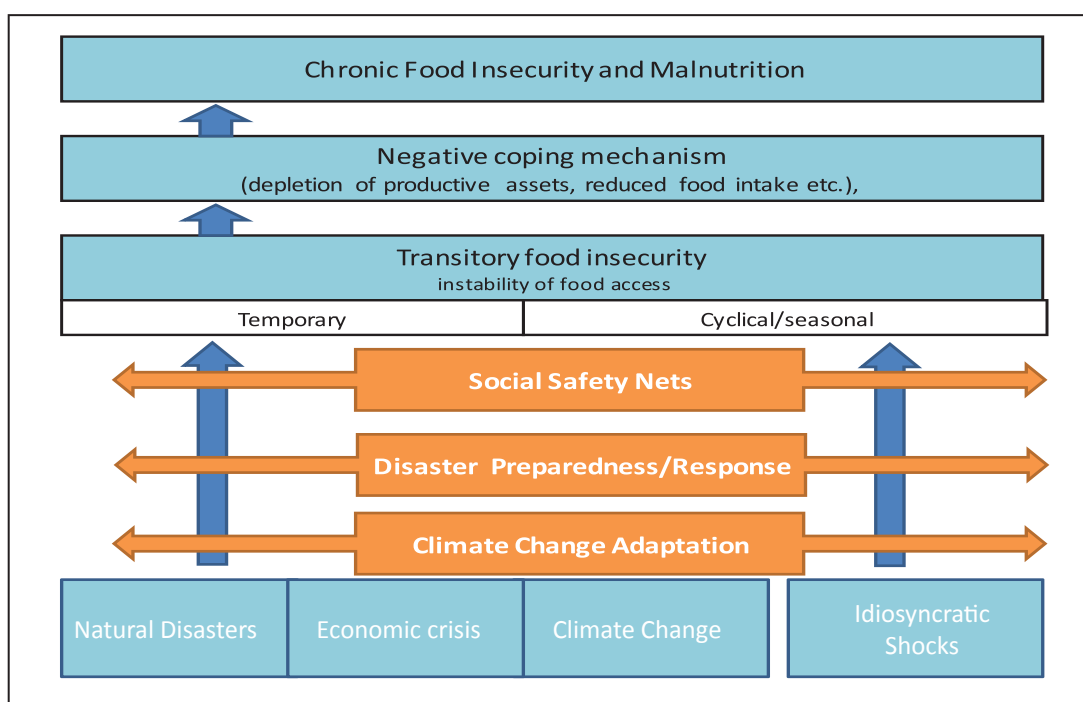 Chronic Food Insecurity and Malnutrition
Negative coping mechanism
(depletion of productive assets, reduced food intake etc.),
Transitory food insecurity
instability of food access
Temporary
Cyclical/seasonal
Social Safety Nets
Disaster Preparedness/Response
Climate Change Adaptation
Natural Disasters
Economic crisis
Climate Change
Idiosyncratic
Shocks